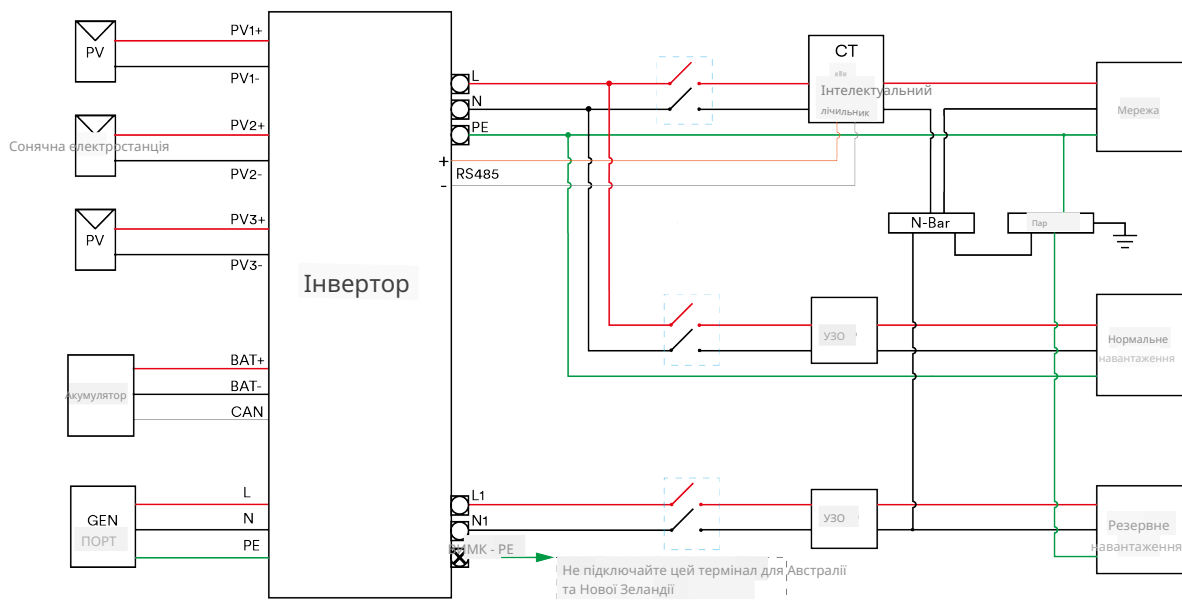 PV1+
PV
PV1-
PV2+
Сонячна електростанція
PV2-
PV3+
PV
PV3-
Інвертор
BAT+
BAT-
Акумулятор
CAN
L
GEN
N
ПОРТ
PE
L
N
PE
+
RS485
-
CT
Інтелектуальний
лічильник
Мережа
N-Bar
Пар
УЗО
Нормальне
навантаження
L1
N1
ВИМК - PE
УЗО
Резервне
навантаження
Не підключайте цей термінал для Австралії
та Нової Зеландії